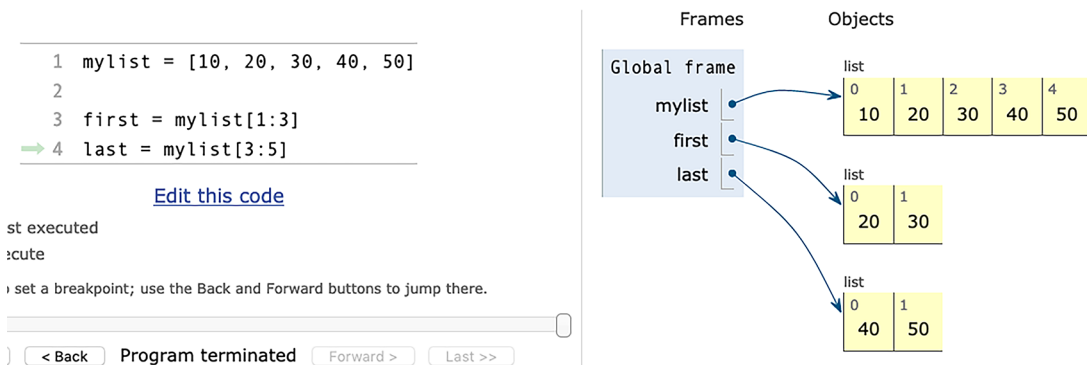 1 mylist = [10, 20, 30, 40, 50]
2
3 first = mylist[1:3]
4 last = mylist[3:5]
Edit this code
st executed
ecute
set a breakpoint; use the Back and Forward buttons to jump there.
< Back Program terminated Forward > Last >>
Frames Objects
Global frame
mylist
first
last
list
0 1 2 3 4
10 20 30 40 50
list
0 1
20 30
list
0 1
40 50